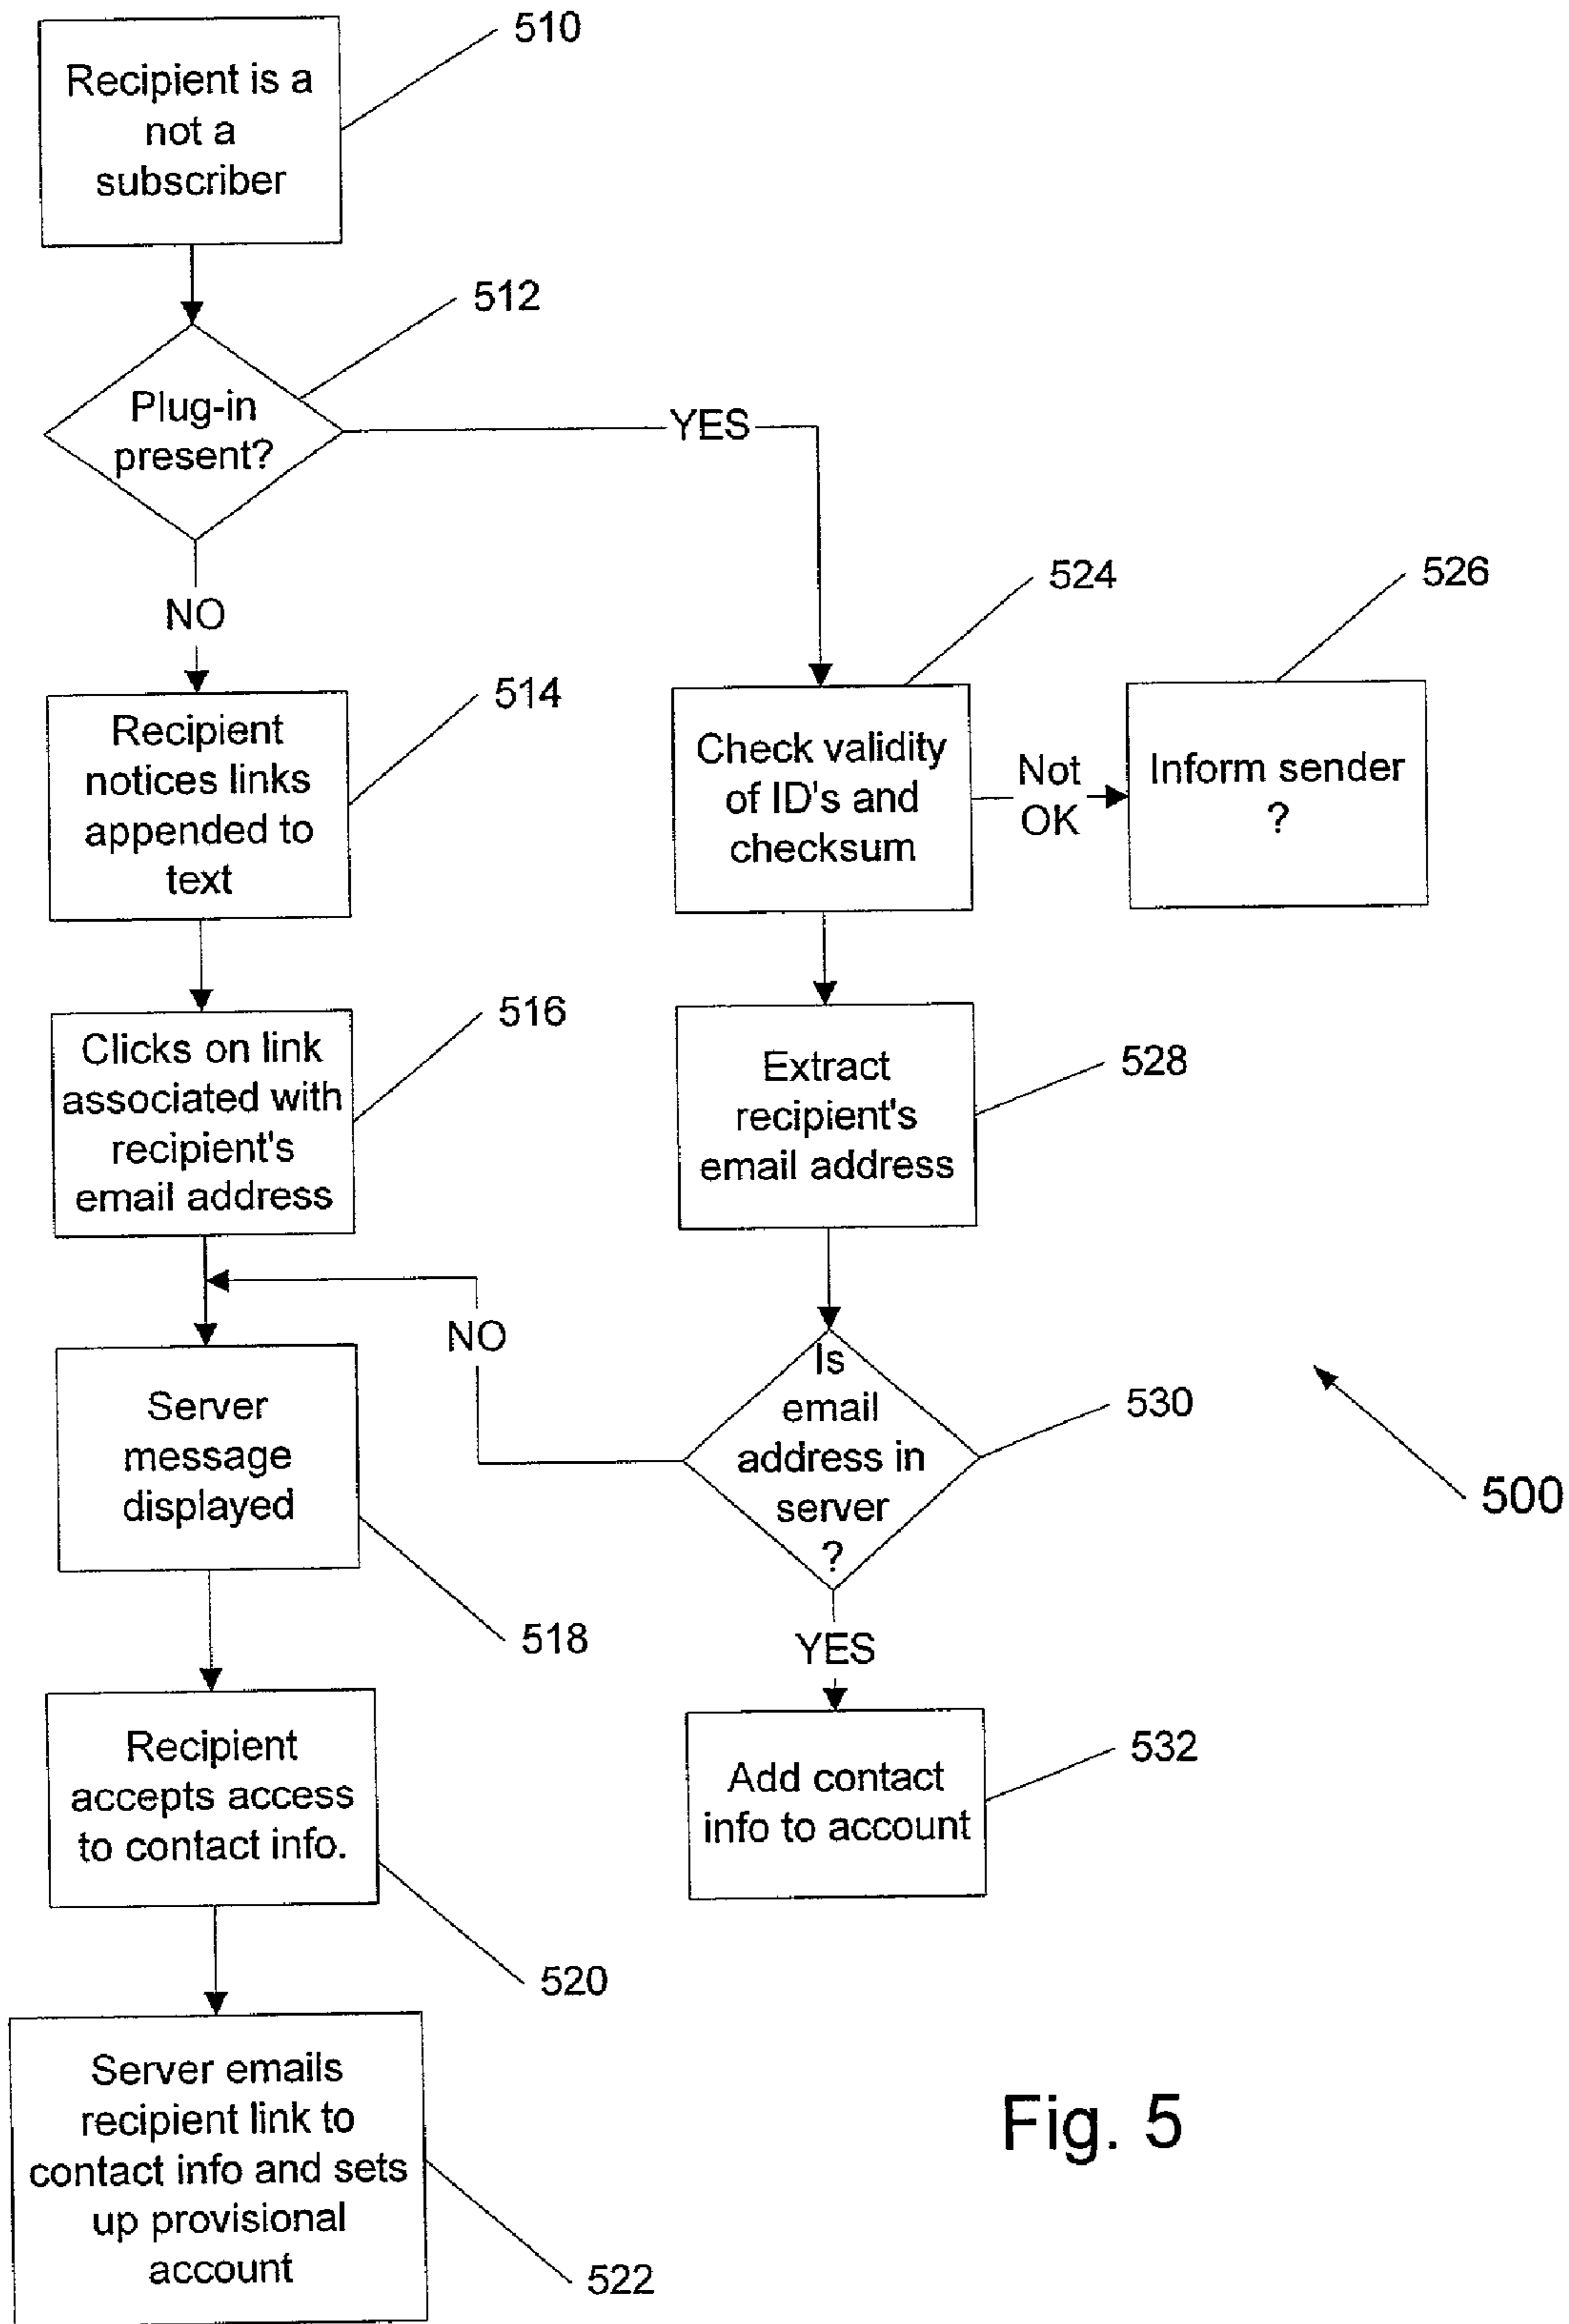 510
Recipient is a
not a
subscriber
512
Plug-in
present?
YES
NO
524
526
514
Recipient
notices links
appended to
text
Check validity
of ID's and
checksum
Not
OK
Inform sender
?
516
Clicks on link
associated with
recipient's
email address
528
Extract
recipient's
email address
NO
Is
email
address in
server
?
530
500
Server
message
displayed
518
YES
532
Recipient
accepts access
to contact info.
Add contact
info to account
520
Server emails
recipient link to
contact info and sets
up provisional
account
522
Fig. 5